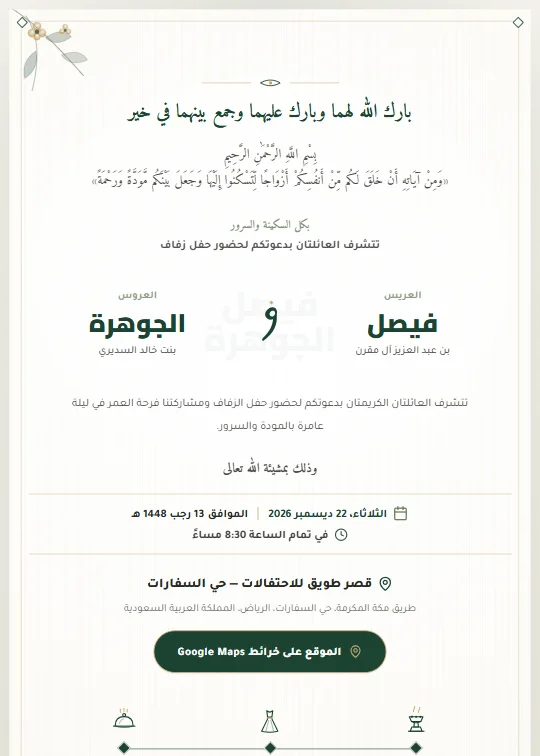 بارك الله لهما وبارك عليهما وجمع بينهما في خير
بِسْمِ اللَّهِ الرَّحْمَٰنِ الرَّحِيمِ
«وَمِنْ آيَاتِهِ أَنْ خَلَقَ لَكُم مِّنْ أَنفُسِكُمْ أَزْوَاجًا لِّتَسْكُنُوا إِلَيْهَا وَجَعَلَ بَيْنَكُم مَّوَدَّةً وَرَحْمَةً»
بكل السكينة والسرور
تتشرف العائلتان بدعوتكم لحضور حفل زفاف
العريس
فيصل
بن عبد العزيز آل مقرن
و
فيصل
الجوهرة
العروس
الجوهرة
بنت خالد السديري
تتشرف العائلتان الكريمتان بدعوتكم لحضور حفل الزفاف ومشاركتنا فرحة العمر في ليلة
عامرة بالمودة والسرور.
وذلك بمشيئة الله تعالى
الثلاثاء، 22 ديسمبر 2026 | الموافق 13 رجب 1448 هـ
في تمام الساعة 8:30 مساءً
قصر طويق للاحتفالات – حي السفارات
طريق مكة المكرمة، حي السفارات، الرياض، المملكة العربية السعودية
الموقع على خرائط Google Maps